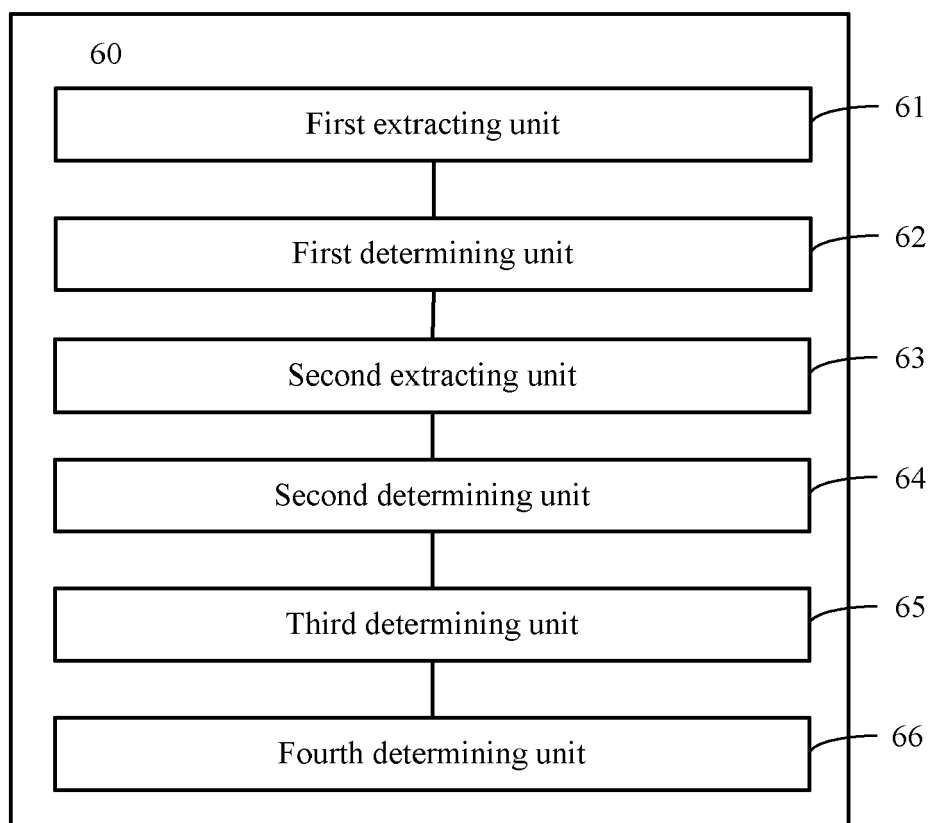 60
First extracting unit
61
First determining unit
62
Second extracting unit
63
Second determining unit
64
Third determining unit
65
Fourth determining unit
66